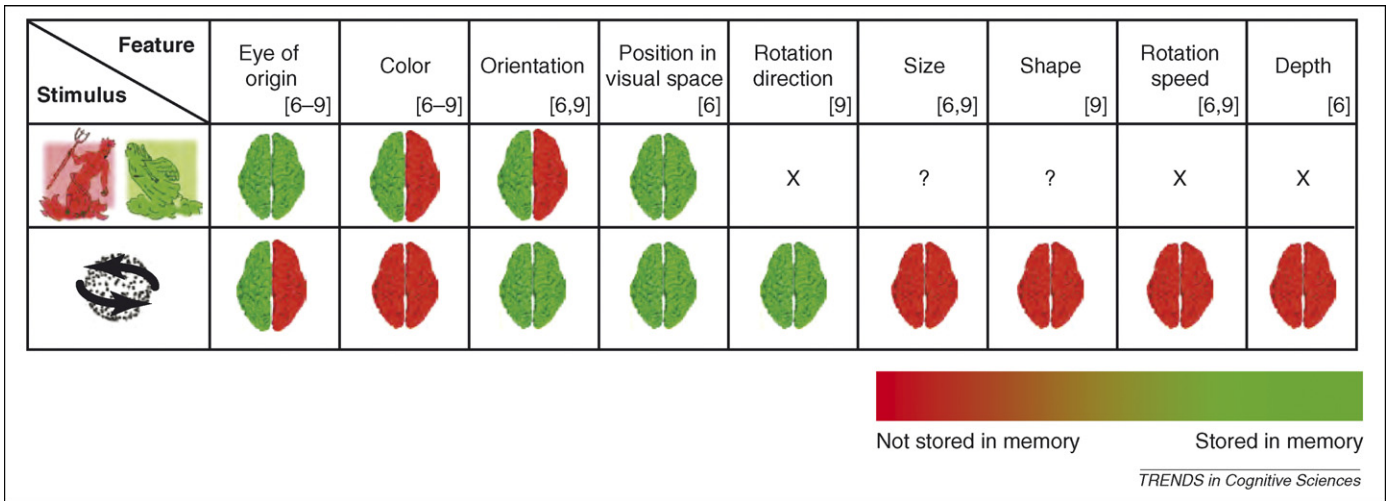 Feature
Stimulus
Eye of
origin
[6–9]
Color
[6–9]
Orientation
[6,9]
Position in
visual space
[6]
Rotation
direction
[9]
Size
[6,9]
Shape
[9]
Rotation
speed
[6,9]
Depth
[6]
X
?
?
X
X
Not stored in memory
Stored in memory
TRENDS in Cognitive Sciences